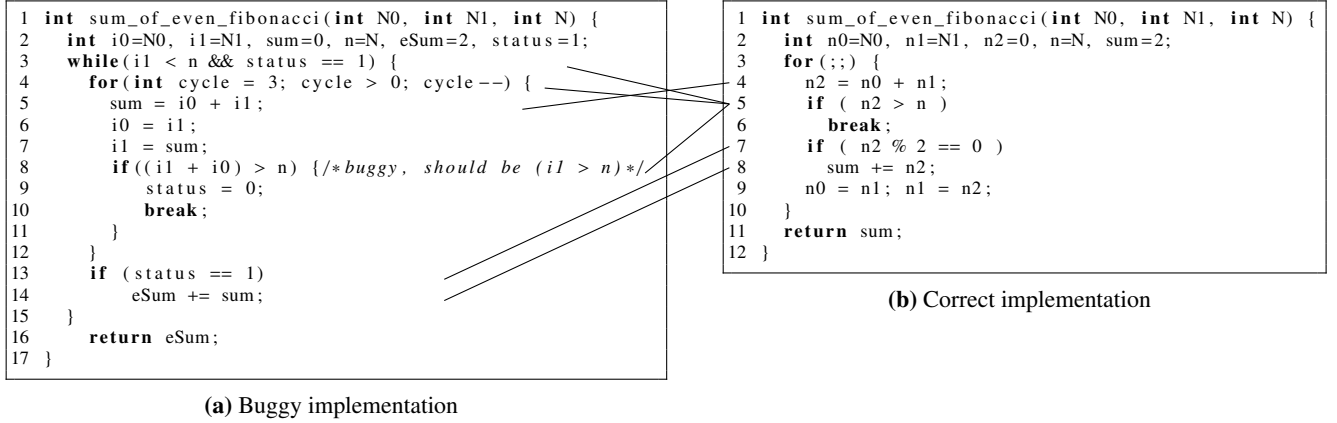 1 int sum_of_even_fibonacci(int N0, int N1, int N) {
2 int i0=N0, i1=N1, sum=0, n=N, eSum=2, status=1;
3 while(i1 < n && status == 1) {
4 for(int cycle = 3; cycle > 0; cycle--) {
5 sum = i0 + i1;
6 i0 = i1;
7 i1 = sum;
8 if((i1 + i0) > n) {/*buggy, should be (i1 > n)*/
9 status = 0;
10 break;
11 }
12 }
13 if (status == 1)
14 eSum += sum;
15 }
16 return eSum;
17 }
(a) Buggy implementation
1 int sum_of_even_fibonacci(int N0, int N1, int N) {
2 int n0=N0, n1=N1, n2=0, n=N, sum=2;
3 for(;;) {
4 n2 = n0 + n1;
5 if ( n2 > n )
6 break;
7 if ( n2 % 2 == 0 )
8 sum += n2;
9 n0 = n1; n1 = n2;
10 }
11 return sum;
12 }
(b) Correct implementation